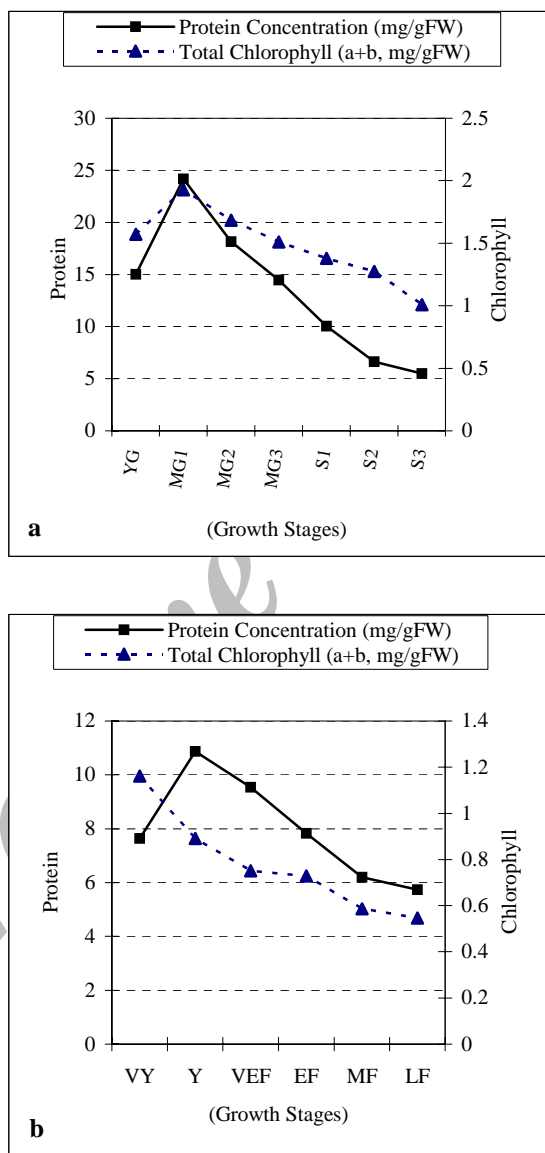 Protein Concentration (mg/gFW)
Total Chlorophyll (a+b, mg/gFW)
30
25
20
15
10
5
0
2.5
2
1.5
1
0.5
0
Protein
Chlorophyll
YG
MG1
MG2
MG3
S1
S2
S3
(Growth Stages)
a
Protein Concentration (mg/gFW)
Total Chlorophyll (a+b, mg/gFW)
12
10
8
6
4
2
0
1.4
1.2
1
0.8
0.6
0.4
0.2
0
Protein
Chlorophyll
VY Y VEF EF MF LF
(Growth Stages)
b